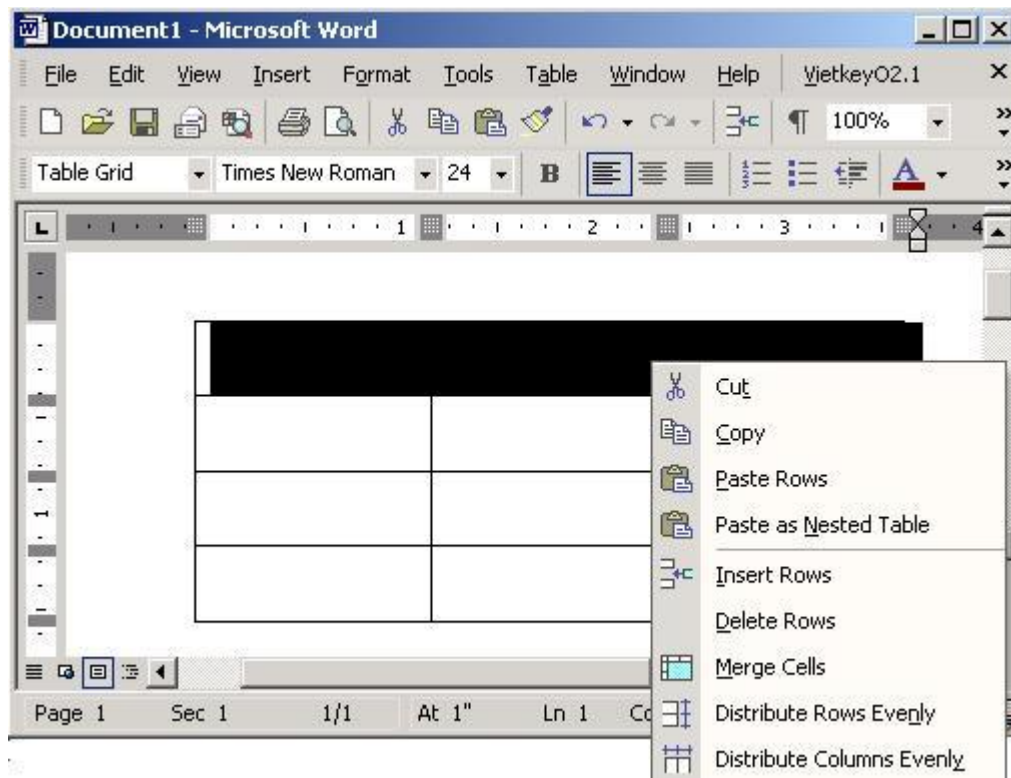 Document1 - Microsoft Word
File Edit View Insert Format Tools Table Window Help VietkeyO2.1
100%
Table Grid Times New Roman 24 B A
L 1 2 3 4
Cut
Copy
Paste Rows
Paste as Nested Table
Insert Rows
1
Delete Rows
Merge Cells
Page 1 Sec 1 1/1 At 1" Ln 1 Distribute Rows Evenly
Distribute Columns Evenly